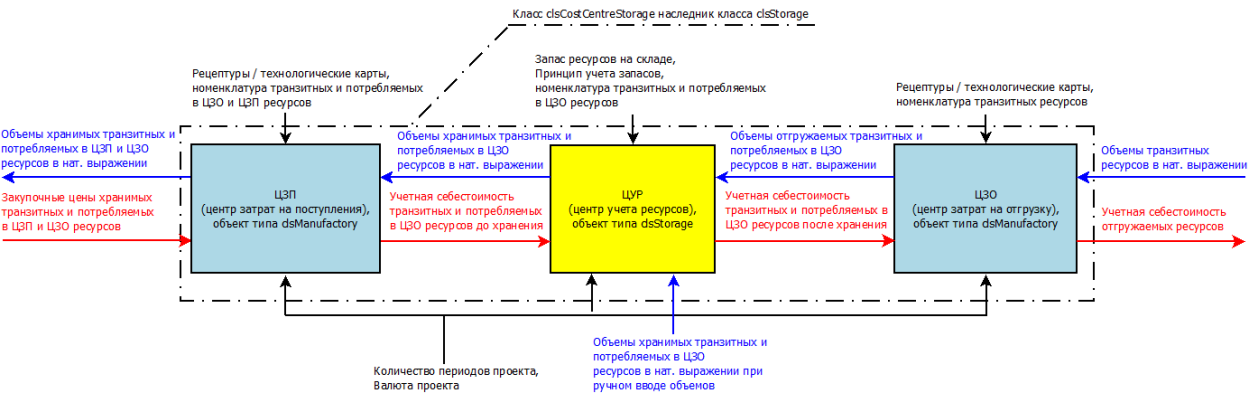 Класс clsCostCentreStorage наследник класса clsStorage
Рецептуры / технологические карты,
номенклатура транзитных и потребляемых
в ЦЗО и ЦЗП ресурсов
Запас ресурсов на складе,
Принцип учета запасов,
номенклатура транзитных и потребляемых
в ЦЗО ресурсов
Рецептуры / технологические карты,
номенклатура транзитных ресурсов
Объемы хранимых транзитных и
потребляемых в ЦЗП и ЦЗО
ресурсов в нат. выражении
Объемы хранимых транзитных и
потребляемых в ЦЗО
ресурсов в нат. выражении
Объемы отгружаемых транзитных и
потребляемых в ЦЗО
ресурсов в нат. выражении
Объемы транзитных
ресурсов в нат. выражении
Закупочные цены хранимых
транзитных и потребляемых
в ЦЗП и ЦЗО ресурсов
ЦЗП
(центр затрат на поступления),
объект типа clsManufactory
Учетная себестоимость
транзитных и потребляемых
в ЦЗО ресурсов до хранения
ЦУР
(центр учета ресурсов),
объект типа clsStorage
Учетная себестоимость
транзитных и потребляемых в
ЦЗО ресурсов после хранения
ЦЗО
(центр затрат на отгрузку),
объект типа clsManufactory
Учетная себестоимость
отгружаемых ресурсов
Количество периодов проекта,
Валюта проекта
Объемы хранимых транзитных и
потребляемых в ЦЗО
ресурсов в нат. выражении при
ручном вводе объемов